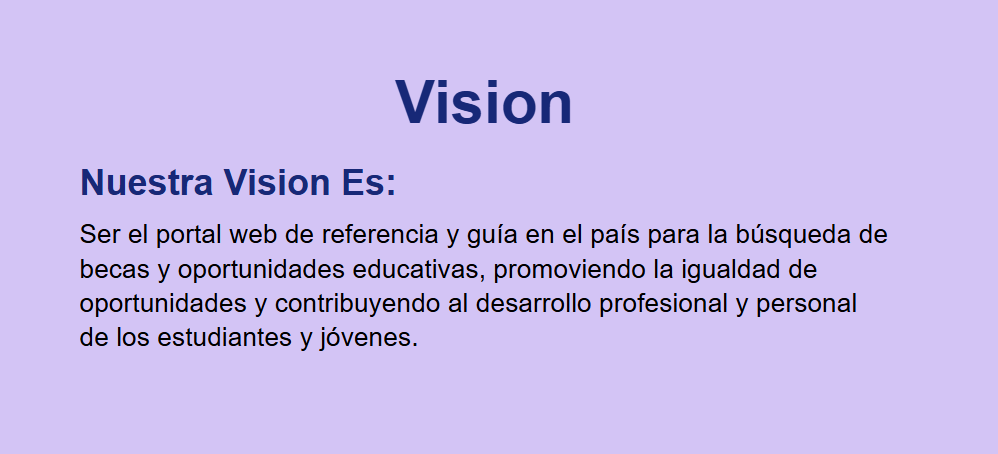 Vision
Nuestra Vision Es:
Ser el portal web de referencia y guía en el país para la búsqueda de
becas y oportunidades educativas, promoviendo la igualdad de
oportunidades y contribuyendo al desarrollo profesional y personal
de los estudiantes y jóvenes.